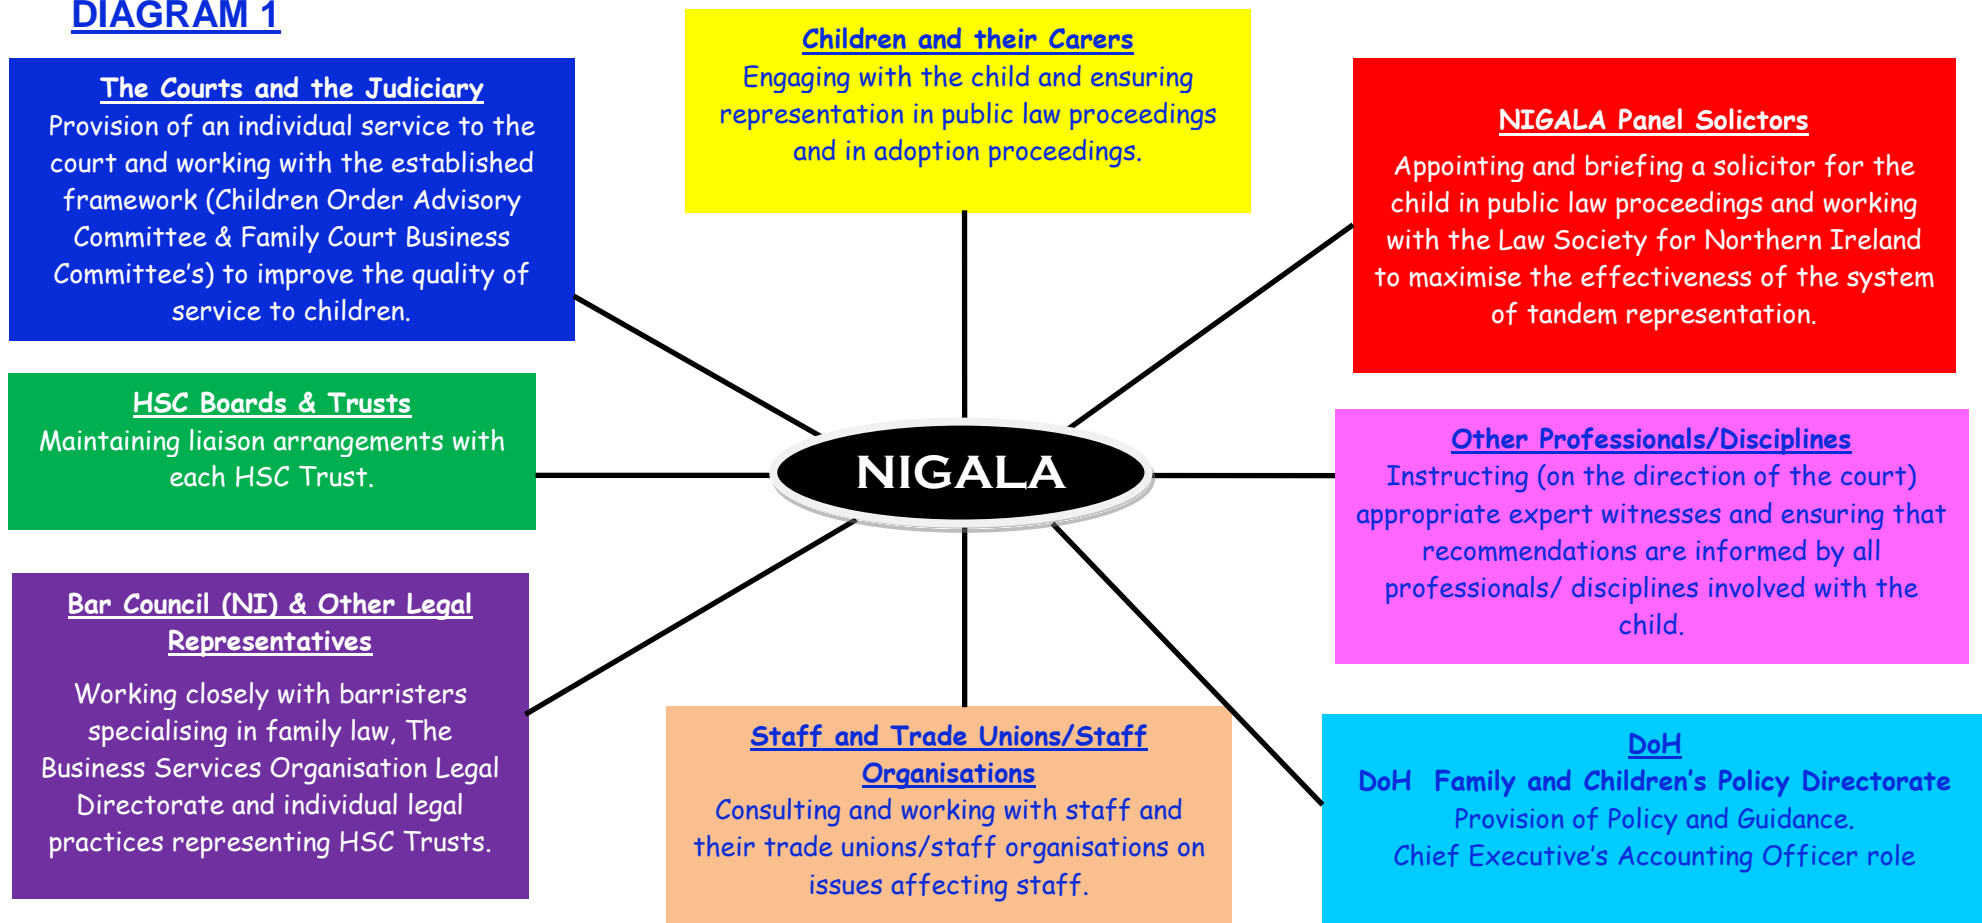 DIAGRAM 1
The Courts and the Judiciary
Provision of an individual service to the
court and working with the established
framework (Children Order Advisory
Committee & Family Court Business
Committee's) to improve the quality of
service to children.
Children and their Carers
Engaging with the child and ensuring
representation in public law proceedings
and in adoption proceedings.
NIGALA Panel Solictors
Appointing and briefing a solicitor for the
child in public law proceedings and working
with the Law Society for Northern Ireland
to maximise the effectiveness of the system
of tandem representation.
HSC Boards & Trusts
Maintaining liaison arrangements with
each HSC Trust.
NIGALA
Other Professionals/Disciplines
Instructing (on the direction of the court)
appropriate expert witnesses and ensuring that
recommendations are informed by all
professionals/ disciplines involved with the
child.
Bar Council (NI) & Other Legal
Representatives
Working closely with barristers
specialising in family law, The
Business Services Organisation Legal
Directorate and individual legal
practices representing HSC Trusts.
Staff and Trade Unions/Staff
Organisations
Consulting and working with staff and
their trade unions/staff organisations on
issues affecting staff.
DoH
DoH  Family and Children's Policy Directorate
Provision of Policy and Guidance.
Chief Executive's Accounting Officer role